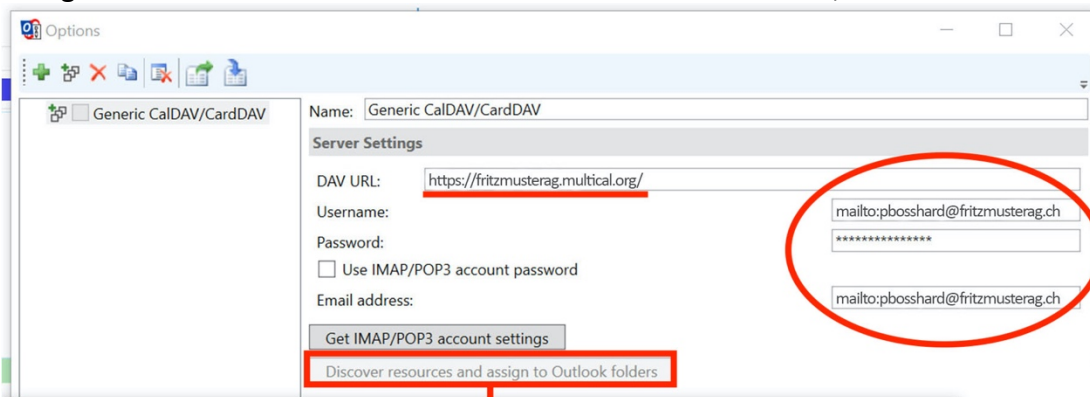 Options
Generic CalDAV/CardDAV
Name: Generic CalDAV/CardDAV
Server Settings
DAV URL: https://fritzmusterag.multical.org/
Username: mailto:pbosshard@fritzmusterag.ch
Password: ***************
Use IMAP/POP3 account password
Email address: mailto:pbosshard@fritzmusterag.ch
Get IMAP/POP3 account settings
Discover resources and assign to Outlook folders